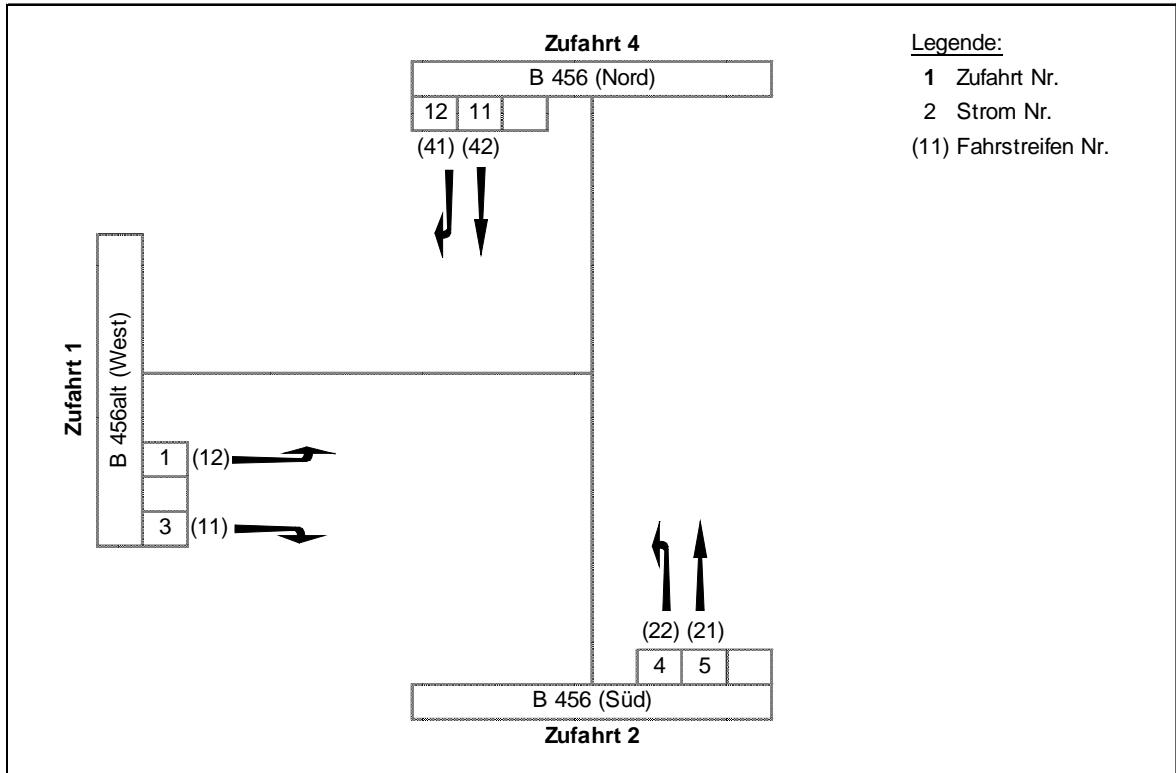 Zufahrt 4
B 456 (Nord)
12 11
(41) (42)
Legende:
1 Zufahrt Nr.
2 Strom Nr.
(11) Fahrstreifen Nr.
Zufahrt 1
B 456alt (West)
1 (12)
3 (11)
(22) (21)
4 5
B 456 (Süd)
Zufahrt 2